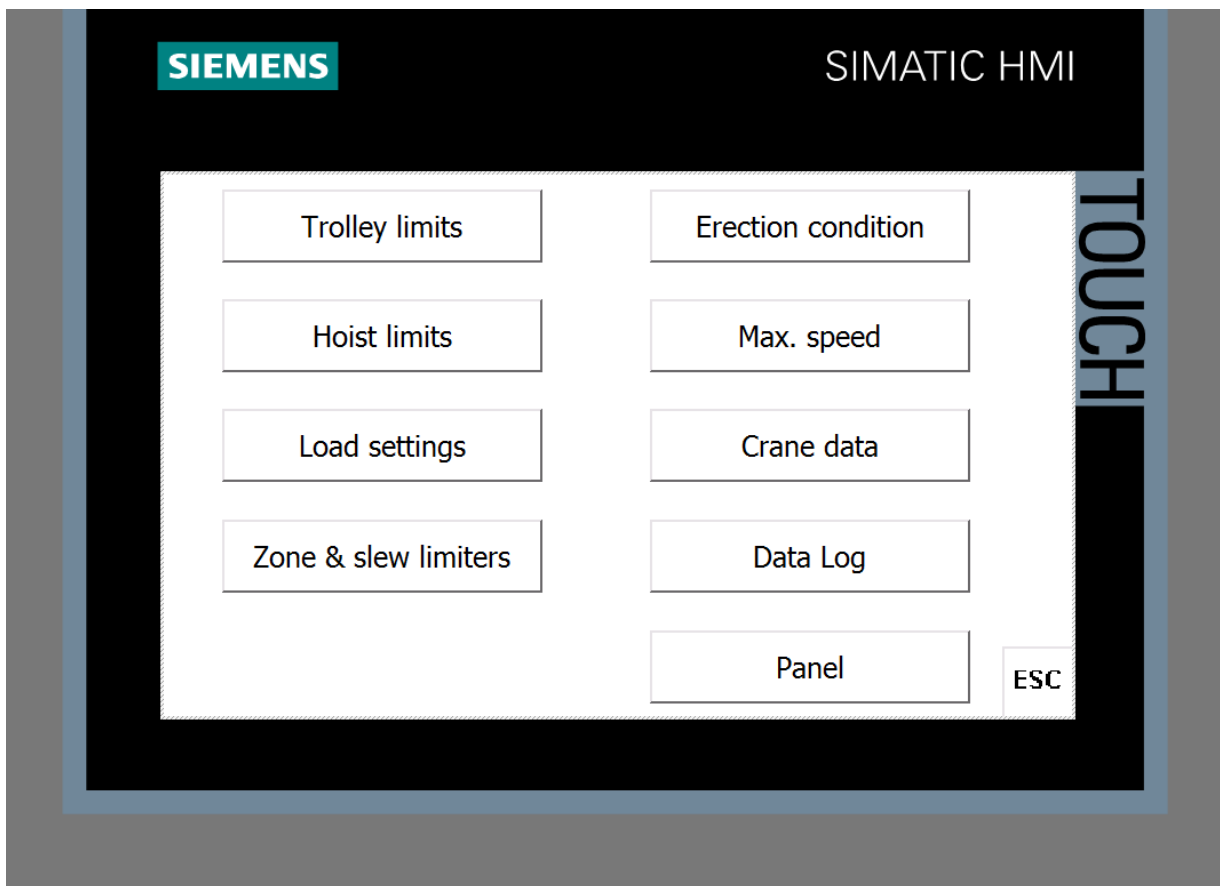 SIEMENS
SIMATIC HMI
TOUCH
Trolley limits
Erection condition
Hoist limits
Max. speed
Load settings
Crane data
Zone & slew limiters
Data Log
Panel
ESC